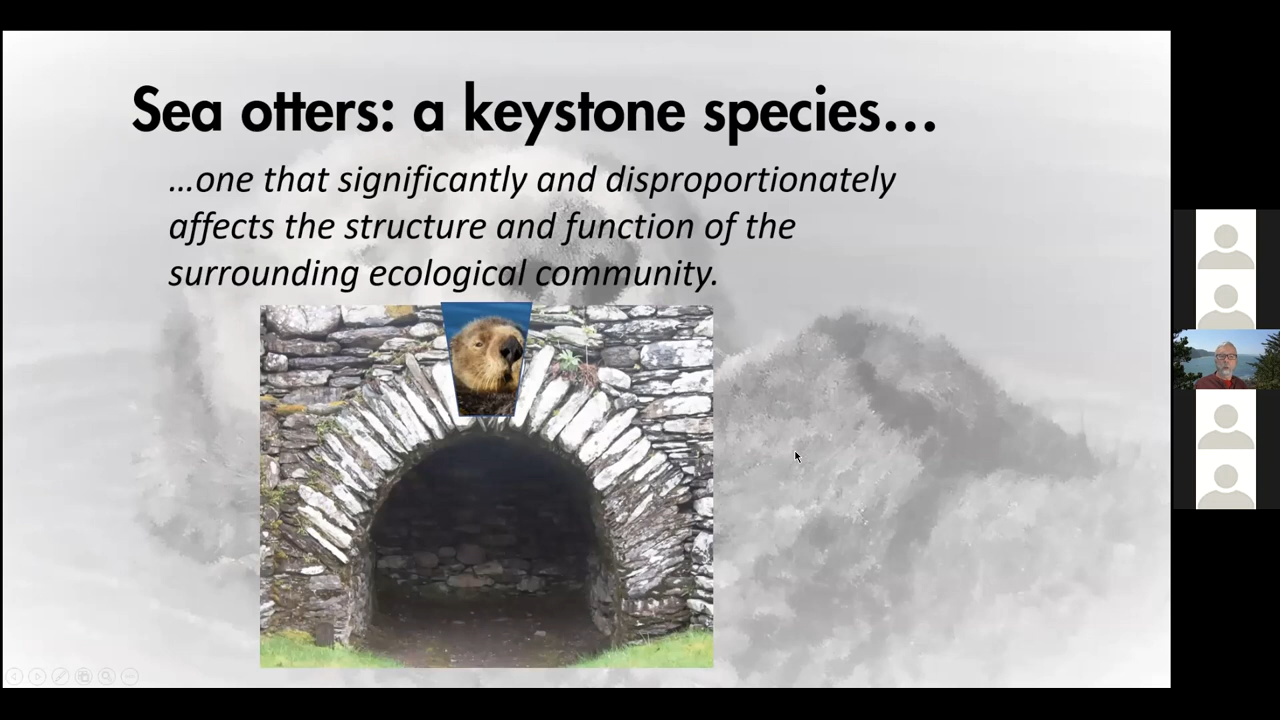 Sea otters: a keystone species…
…one that significantly and disproportionately
affects the structure and function of the
surrounding ecological community.